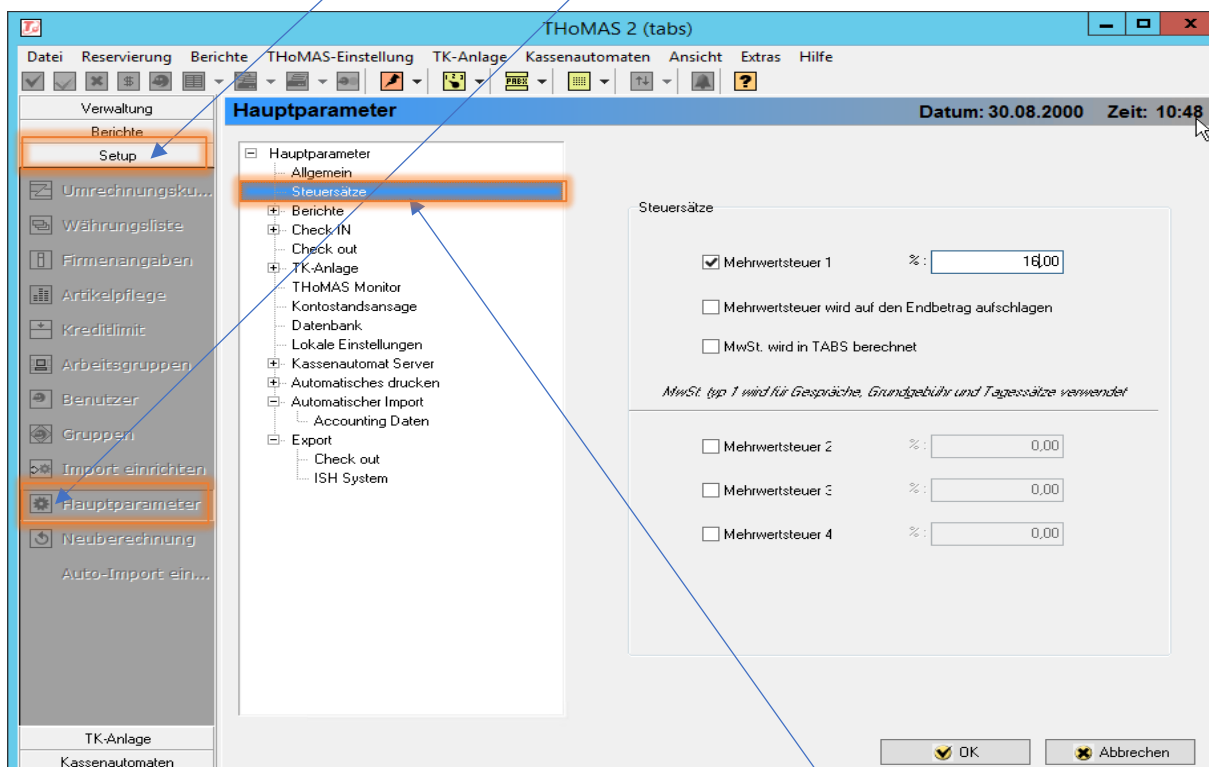 THoMAS 2 (tabs)
Datei Reservierung Berichte THoMAS-Einstellung TK-Anlage Kassenautomaten Ansicht Extras Hilfe
PABX
Verwaltung
Berichte
Setup
Umrechnungsku...
Währungsliste
Firmenangaben
Artikelpflege
Kreditlimit
Arbeitsgruppen
Benutzer
Gruppen
Import einrichten
Hauptparameter
Neuberechnung
Auto-Import ein...
TK-Anlage
Kassenautomaten
Hauptparameter Datum: 30.08.2000 Zeit: 10:48
Hauptparameter
Allgemein
Steuersätze
Berichte
Check IN
Check out
TK-Anlage
THoMAS Monitor
Kontostandsansage
Datenbank
Lokale Einstellungen
Kassenautomat Server
Automatisches drucken
Automatischer Import
Accounting Daten
Export
Check out
ISH System
Steuersätze
Mehrwertsteuer 1 % : 16,00
Mehrwertsteuer wird auf den Endbetrag aufschlagen
MwSt. wird in TABS berechnet
MwSt. typ 1 wird für Gespräche, Grundgebühr und Tagessätze verwendet
Mehrwertsteuer 2 % : 0,00
Mehrwertsteuer 3 % : 0,00
Mehrwertsteuer 4 % : 0,00
OK Abbrechen